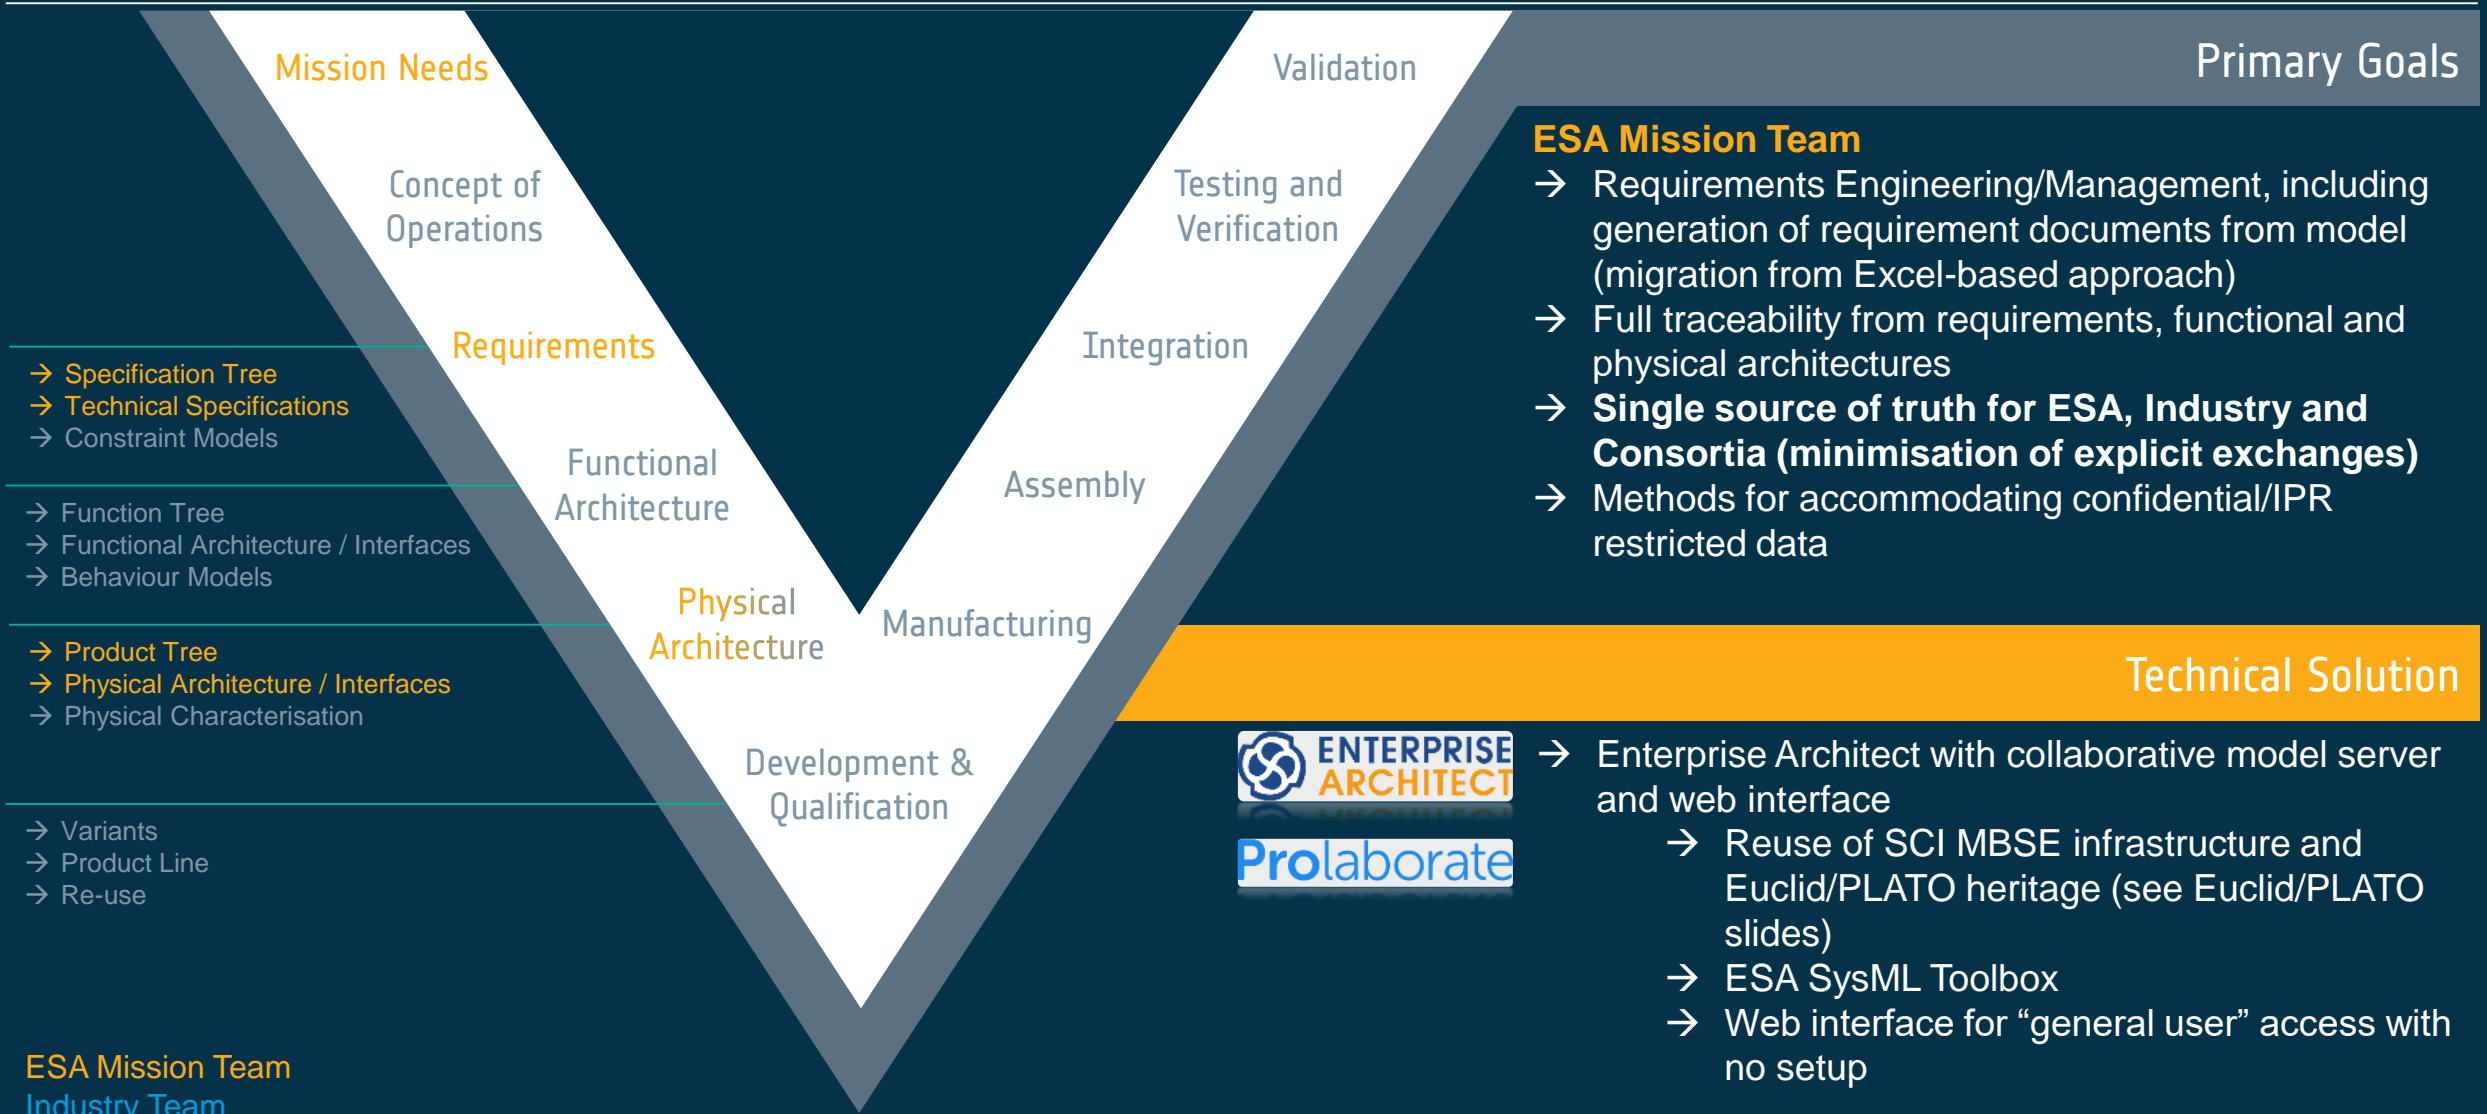 Mission Needs
Concept of
Operations
Requirements
Functional
Architecture
Physical
Architecture
Development &
Qualification
Manufacturing
Assembly
Integration
Testing and
Verification
Validation
→ Specification Tree
→ Technical Specifications
→ Constraint Models
→ Function Tree
→ Functional Architecture / Interfaces
→ Behaviour Models
→ Product Tree
→ Physical Architecture / Interfaces
→ Physical Characterisation
→ Variants
→ Product Line
→ Re-use
ESA Mission Team
Industry Team
Primary Goals
ESA Mission Team
→ Requirements Engineering/Management, including
generation of requirement documents from model
(migration from Excel-based approach)
→ Full traceability from requirements, functional and
physical architectures
→ Single source of truth for ESA, Industry and
Consortia (minimisation of explicit exchanges)
→ Methods for accommodating confidential/IPR
restricted data
Technical Solution
ENTERPRISE
ARCHITECT
Prolaborate
→ Enterprise Architect with collaborative model server
and web interface
→ Reuse of SCI MBSE infrastructure and
Euclid/PLATO heritage (see Euclid/PLATO
slides)
→ ESA SysML Toolbox
→ Web interface for “general user” access with
no setup